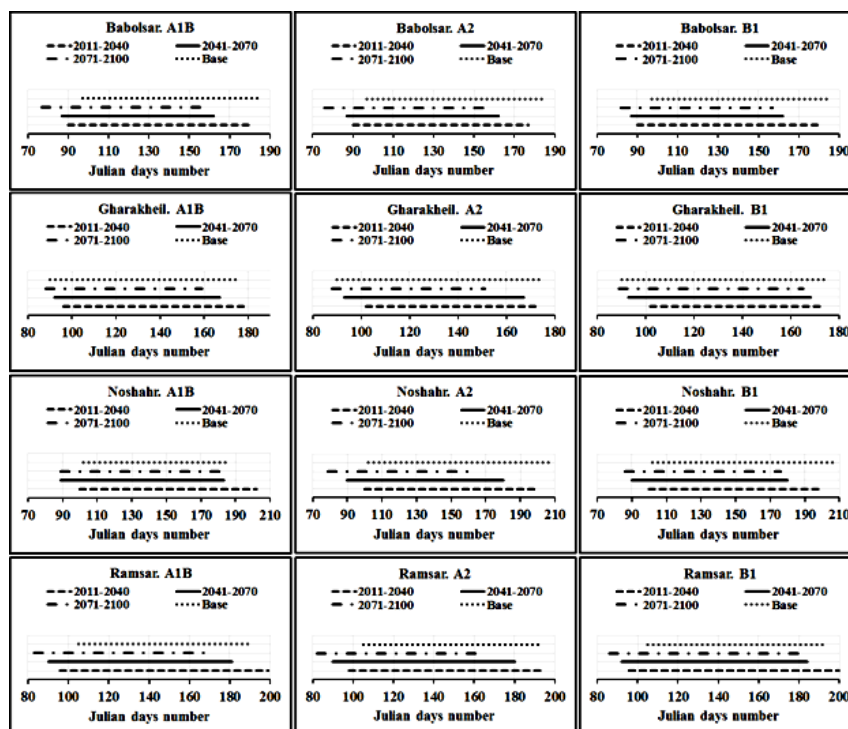 Babolsar. A1B
2011-2040 2041-2070
2071-2100 Base
70 90 110 130 150 170 190
Julian days number
Babolsar. A2
2011-2040 2041-2070
2071-2100 Base
70 90 110 130 150 170 190
Julian days number
Babolsar. B1
2011-2040 2041-2070
2071-2100 Base
70 90 110 130 150 170 190
Julian days number
Gharakheil. A1B
2011-2040 2041-2070
2071-2100 Base
80 100 120 140 160 180
Julian days number
Gharakheil. A2
2011-2040 2041-2070
2071-2100 Base
80 100 120 140 160 180
Julian days number
Gharakheil. B1
2011-2040 2041-2070
2071-2100 Base
80 100 120 140 160 180
Julian days number
Noshahr. A1B
2011-2040 2041-2070
2071-2100 Base
70 90 110 130 150 170 190 210
Julian days number
Noshahr. A2
2011-2040 2041-2070
2071-2100 Base
70 90 110 130 150 170 190 210
Julian days number
Noshahr. B1
2011-2040 2041-2070
2071-2100 Base
70 90 110 130 150 170 190 210
Julian days number
Ramsar. A1B
2011-2040 2041-2070
2071-2100 Base
80 100 120 140 160 180 200
Julian days number
Ramsar. A2
2011-2040 2041-2070
2071-2100 Base
80 100 120 140 160 180 200
Julian days number
Ramsar. B1
2011-2040 2041-2070
2071-2100 Base
80 100 120 140 160 180 200
Julian days number